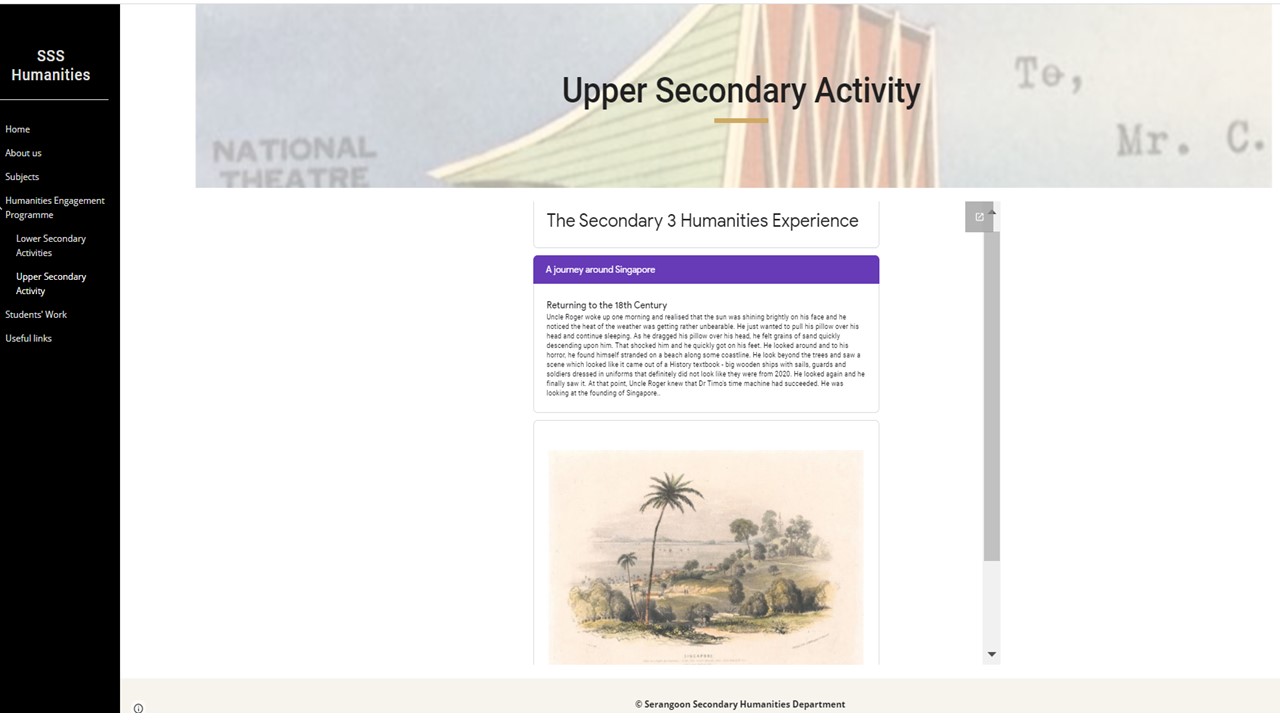 SSS
Humanities
Home
About us
Subjects
Humanities Engagement
Programme
Lower Secondary
Activities
Upper Secondary
Activity
Students' Work
Useful links
NATIONAL
THEATRE
To,
Mr. C.
Upper Secondary Activity
The Secondary 3 Humanities Experience
A journey around Singapore
Returning to the 18th Century
Uncle Roger woke up one morning and realised that the sun was shining brightly on his face and he
noticed the heat of the weather was getting rather unbearable. He just wanted to pull his pillow over his
head and continue sleeping. As he dragged his pillow over his head, he felt grains of sand quickly
descending upon him. That shocked him and he quickly got on his feet. He looked around and to his
horror, he found himself stranded on a beach along some coastline. He look beyond the trees and saw a
scene which looked like it came out of a History textbook - big wooden ships with sails, guards and
soldiers dressed in uniforms that definitely did not look like they were from 2020. He looked again and he
finally saw it. At that point, Uncle Roger knew that Dr Timo's time machine had succeeded. He was
looking at the founding of Singapore..
SINGAPORE
© Serangoon Secondary Humanities Department